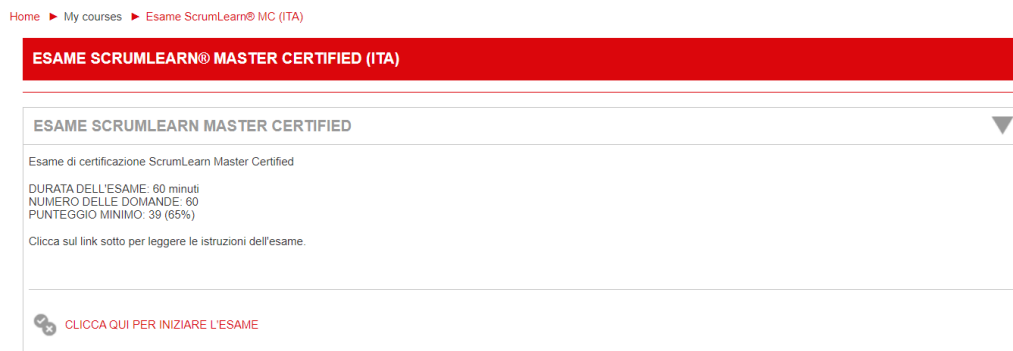 Home ► My courses ► Esame ScrumLearn® MC (ITA)
ESAME SCRUMLEARN® MASTER CERTIFIED (ITA)
ESAME SCRUMLEARN MASTER CERTIFIED
Esame di certificazione ScrumLearn Master Certified
DURATA DELL'ESAME: 60 minuti
NUMERO DELLE DOMANDE: 60
PUNTEGGIO MINIMO: 39 (65%)
Clicca sul link sotto per leggere le istruzioni dell'esame.
CLICCA QUI PER INIZIARE L'ESAME